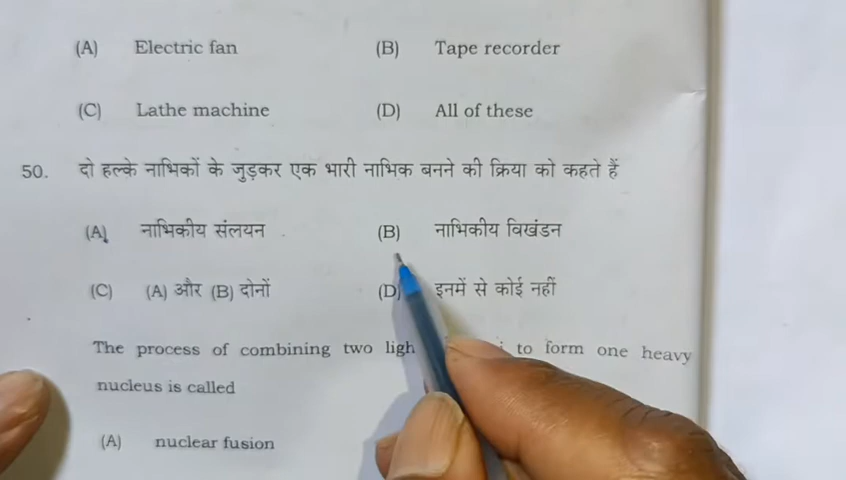 (A) Electric fan (B) Tape recorder
(C) Lathe machine (D) All of these
50. दो हल्के नाभिकों के जुड़कर एक भारी नाभिक बनने की क्रिया को कहते हैं
(A) नाभिकीय संलयन (B) नाभिकीय विखंडन
(C) (A) और (B) दोनों (D) इनमें से कोई नहीं
The process of combining two to form one heavy
nucleus is called
(A) nuclear fusion